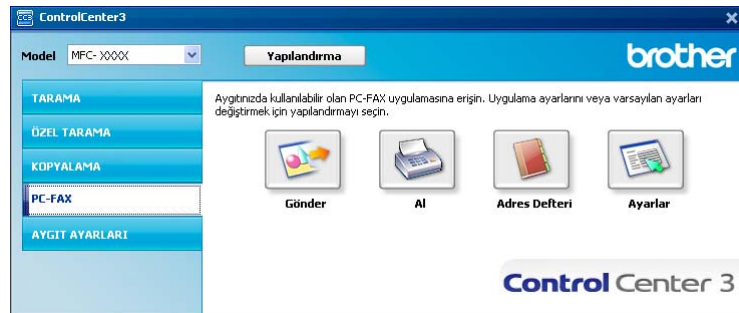 ControlCenter3
Model MFC-XXXX Yapılandırma brother
TARAMA
ÖZEL TARAMA
KOPYALAMA
PC-FAX
AYGIT AYARLARI
Aygıtınızda kullanılabilir olan PC-FAX uygulamasına erişin. Uygulama ayarlarını veya varsayılan ayarları
değiştirmek için yapılandırmayı seçin.
Gönder Al Adres Defteri Ayarlar
Control Center 3